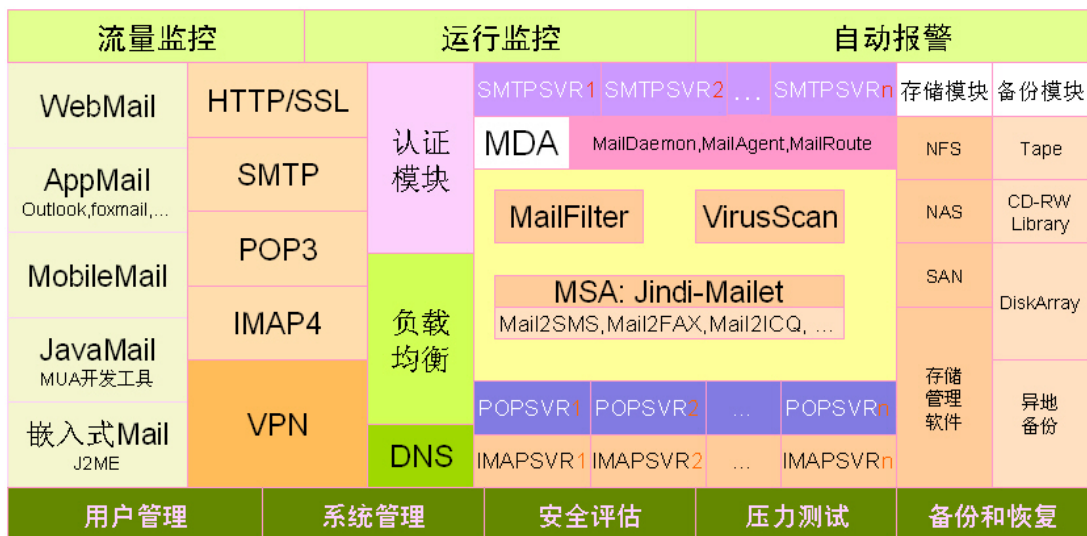 流量监控
运行监控
自动报警
WebMail
AppMail
Outlook,foxmail,...
MobileMail
JavaMail
MUA开发工具
嵌入式Mail
J2ME
HTTP/SSL
SMTP
POP3
IMAP4
VPN
认证
模块
负载
均衡
DNS
SMTPSVR1 SMTPSVR2 ... SMTPSVRn
MDA
MailDaemon,MailAgent,MailRoute
MailFilter
VirusScan
MSA: Jindi-Mailet
Mail2SMS,Mail2FAX,Mail2ICQ, ...
POPSVR1 POPSVR2 ... POPSVRn
IMAPSVR1 IMAPSVR2 ... IMAPSVRn
存储模块
NFS
NAS
SAN
存储
管理
软件
备份模块
Tape
CD-RW
Library
DiskArray
异地
备份
用户管理
系统管理
安全评估
压力测试
备份和恢复